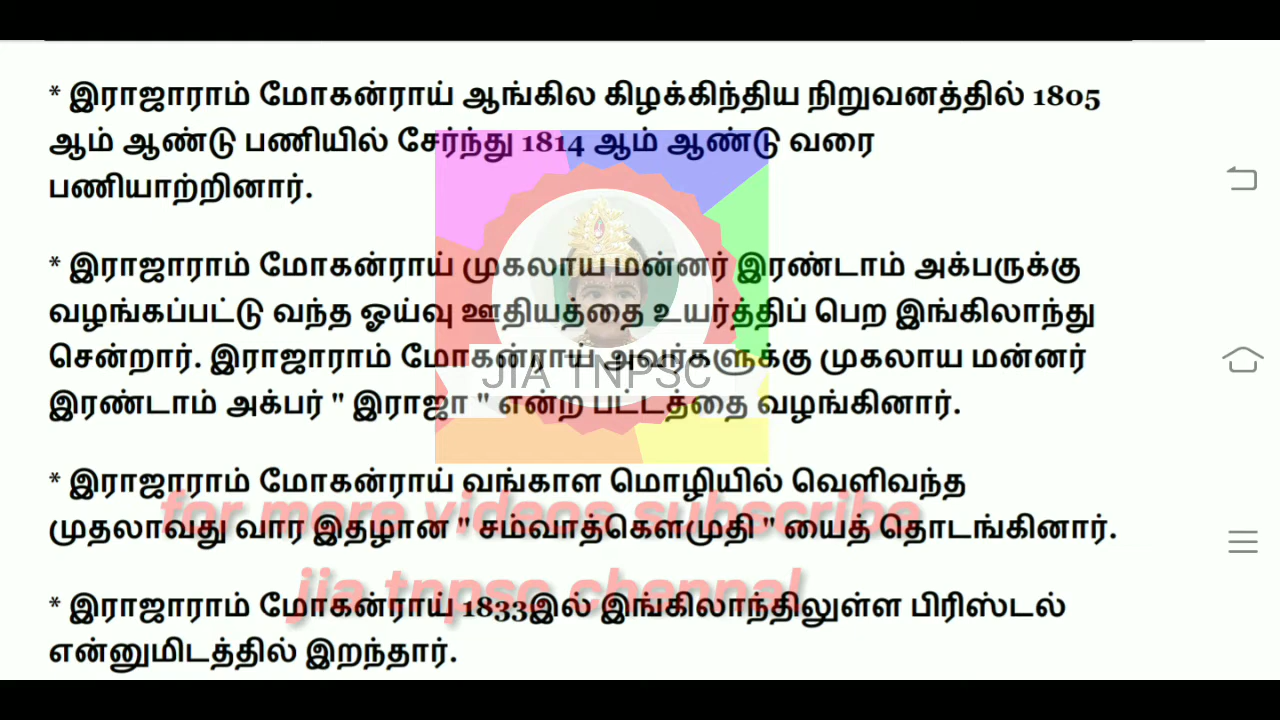 * இராஜாராம் மோகன்ராய் ஆங்கில கிழக்கிந்திய நிறுவனத்தில் 1805
ஆம் ஆண்டு பணியில் சேர்ந்து 1814 ஆம் ஆண்டு வரை
பணியாற்றினார்.
* இராஜாராம் மோகன்ராய் முகலாய மன்னர் இரண்டாம் அக்பருக்கு
வழங்கப்பட்டு வந்த ஓய்வு ஊதியத்தை உயர்த்திப் பெற இங்கிலாந்து
சென்றார். இராஜாராம் மோகன்ராய் அவர்களுக்கு முகலாய மன்னர்
JIA TNPSC
இரண்டாம் அக்பர் " இராஜா " என்ற பட்டத்தை வழங்கினார்.
* இராஜாராம் மோகன்ராய் வங்காள மொழியில் வெளிவந்த
for more videos subscribe
முதலாவது வார இதழான " சம்வாத்கௌமுதி " யைத் தொடங்கினார்.
jia tnpsc chennal
* இராஜாராம் மோகன்ராய் 1833இல் இங்கிலாந்திலுள்ள பிரிஸ்டல்
என்னுமிடத்தில் இறந்தார்.